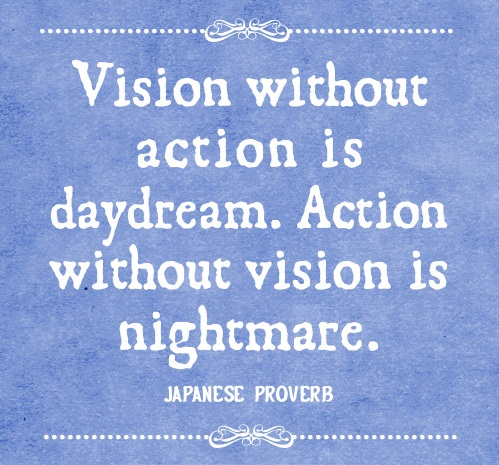 Vision without
action is
daydream. Action
without vision is
nightmare.
JAPANESE PROVERB